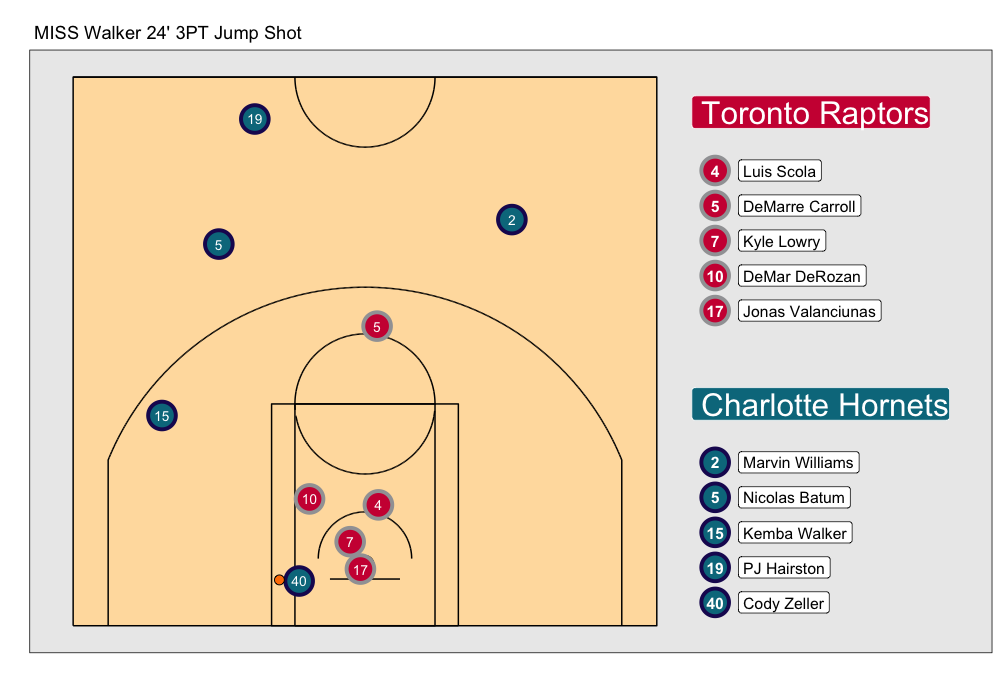 MISS Walker 24' 3PT Jump Shot
19
2
5
5
15
10
4
7
17
40
Toronto Raptors
4 Luis Scola
5 DeMarre Carroll
7 Kyle Lowry
10 DeMar DeRozan
17 Jonas Valanciunas
Charlotte Hornets
2 Marvin Williams
5 Nicolas Batum
15 Kemba Walker
19 PJ Hairston
40 Cody Zeller